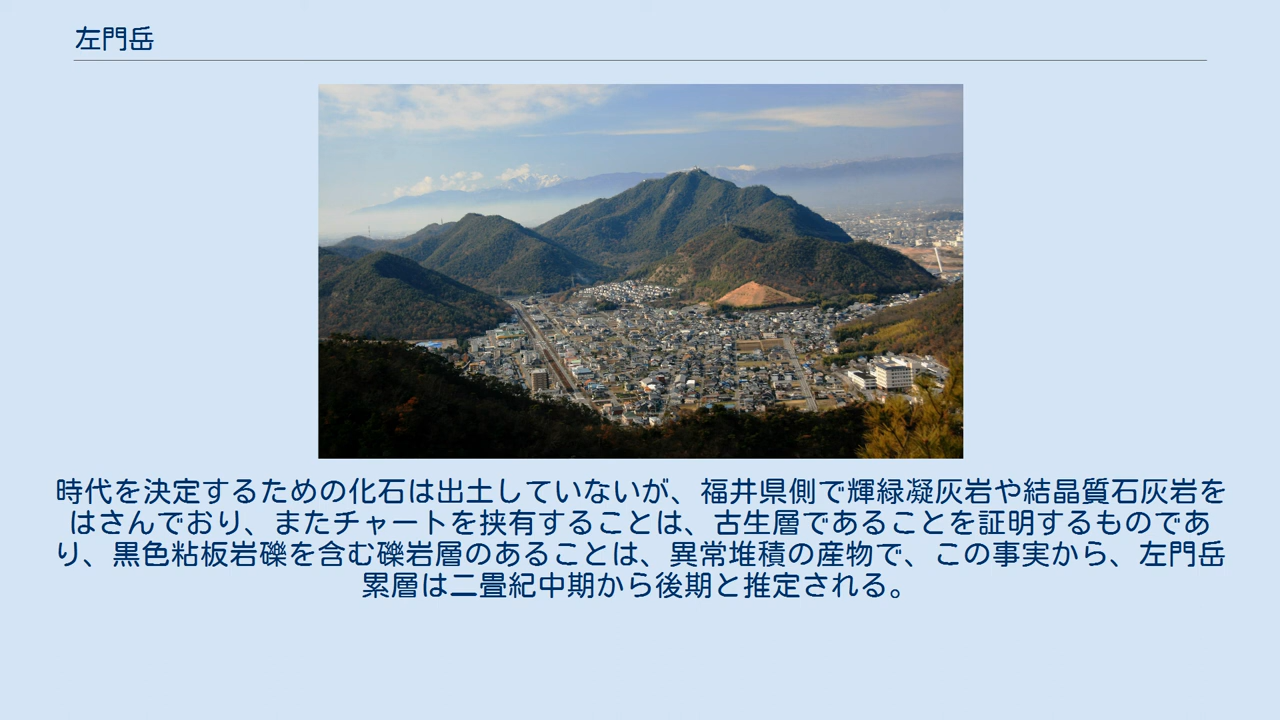 左門岳
時代を決定するための化石は出土していないが、福井県側で輝緑凝灰岩や結晶質石灰岩を
はさんでおり、またチャートを挟有することは、古生層であることを証明するものであ
り、黒色粘板岩礫を含む礫岩層のあることは、異常堆積の産物で、この事実から、左門岳
累層は二畳紀中期から後期と推定される。